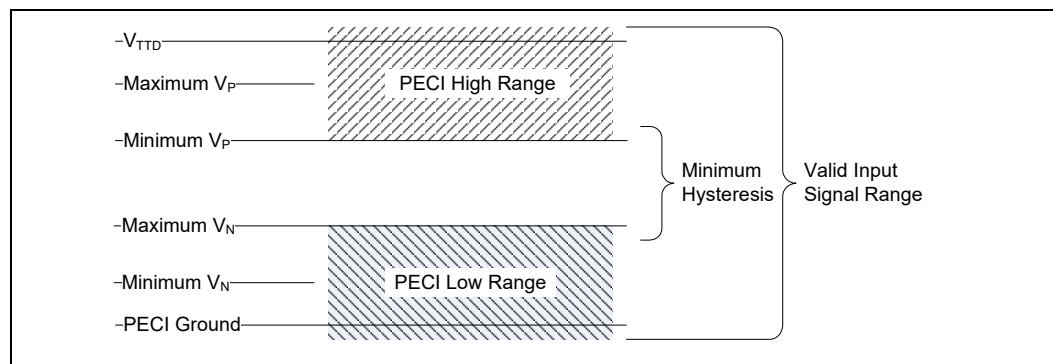 V_TTD
Maximum V_P
PECI High Range
Minimum V_P
Minimum
Hysteresis
Valid Input
Signal Range
Maximum V_N
Minimum V_N
PECI Low Range
PECI Ground